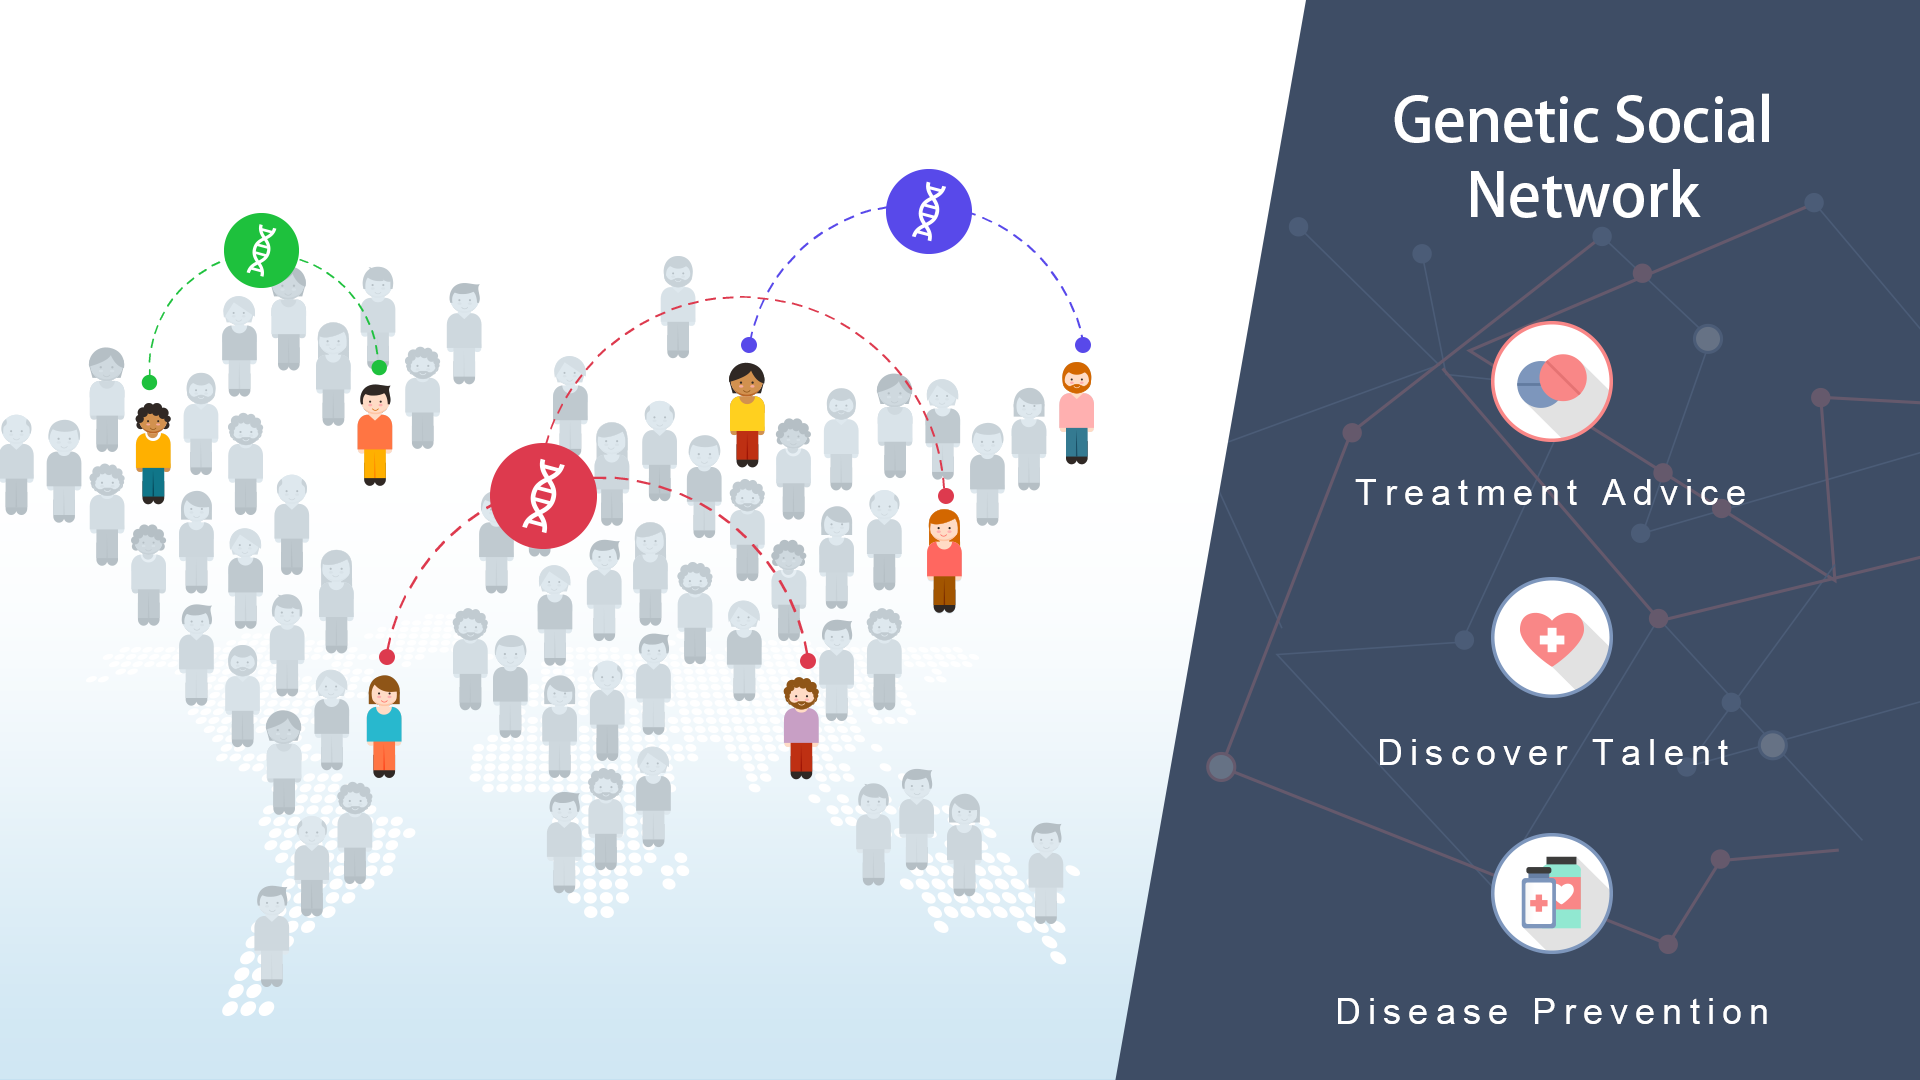 Genetic Social
Network
Treatment Advice
Discover Talent
Disease Prevention